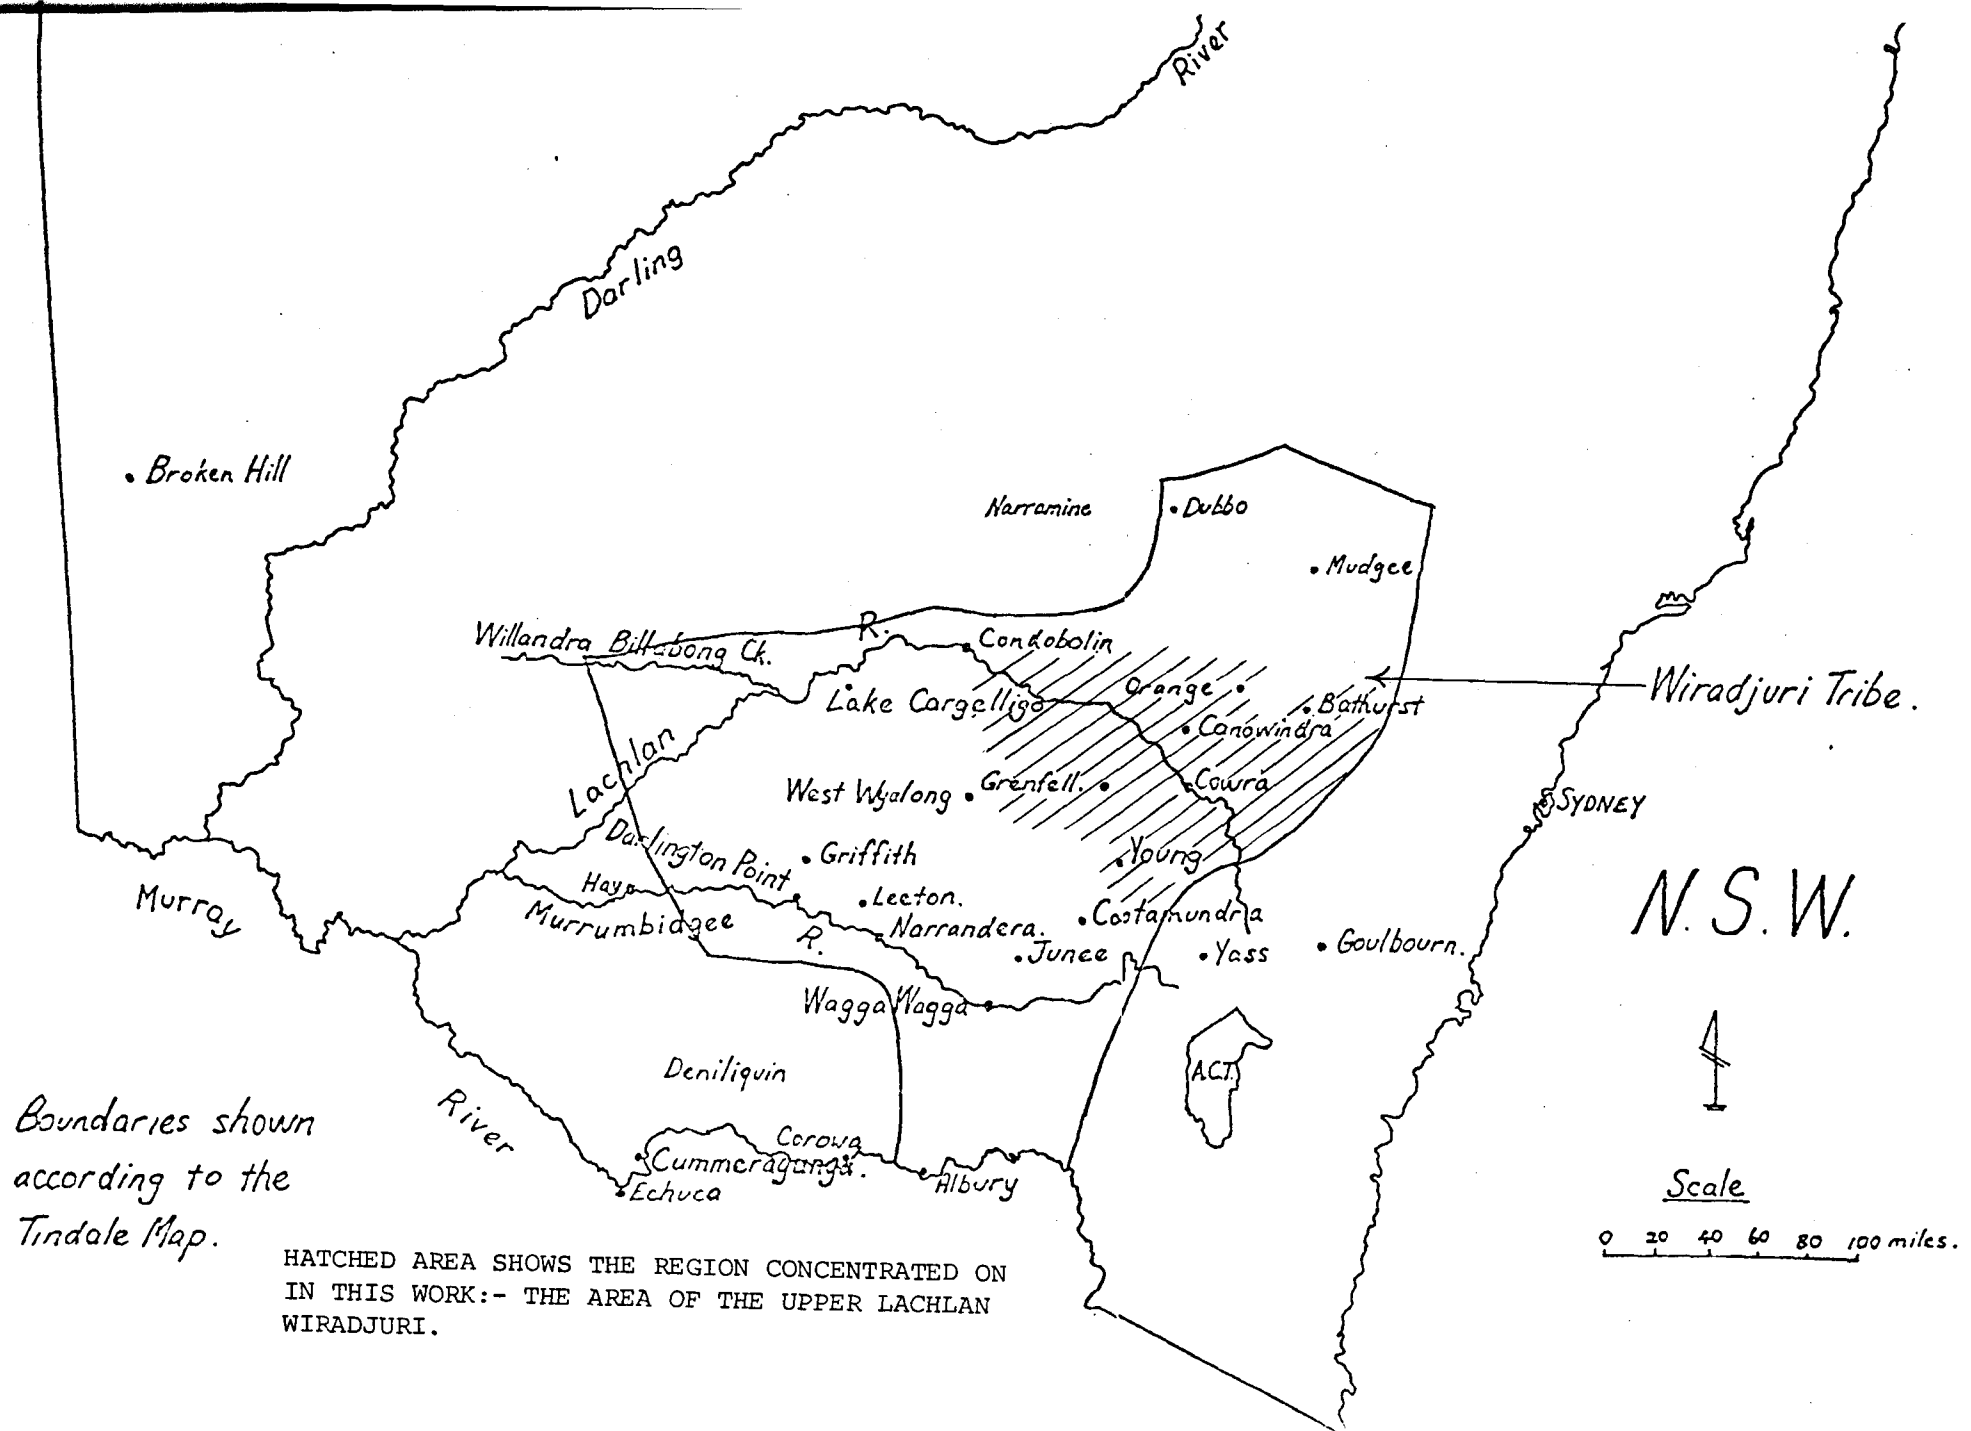 River
Darling
Broken Hill
Narramine
Dubbo
Mudgee
Willandra Billabong Ck.
R.
Condobolin
Lake Cargelligo
Orange
Bathurst
Wiradjuri Tribe.
Canowindra
Lachlan
West Wyalong
Grenfell.
Cowra
SYDNEY
Darlington Point
Griffith
Young
Hay
Leeton.
Murray
Murrumbidgee
R.
Narrandera.
Cootamundra
N.S.W.
Junee
Yass
Goulbourn.
Wagga Wagga
Deniliquin
A.C.T.
River
Corowa
Cummeragunga.
Echuca
Albury
Boundaries shown
according to the
Tindale Map.
Scale
0 20 40 60 80 100 miles.
HATCHED AREA SHOWS THE REGION CONCENTRATED ON
IN THIS WORK:- THE AREA OF THE UPPER LACHLAN
WIRADJURI.